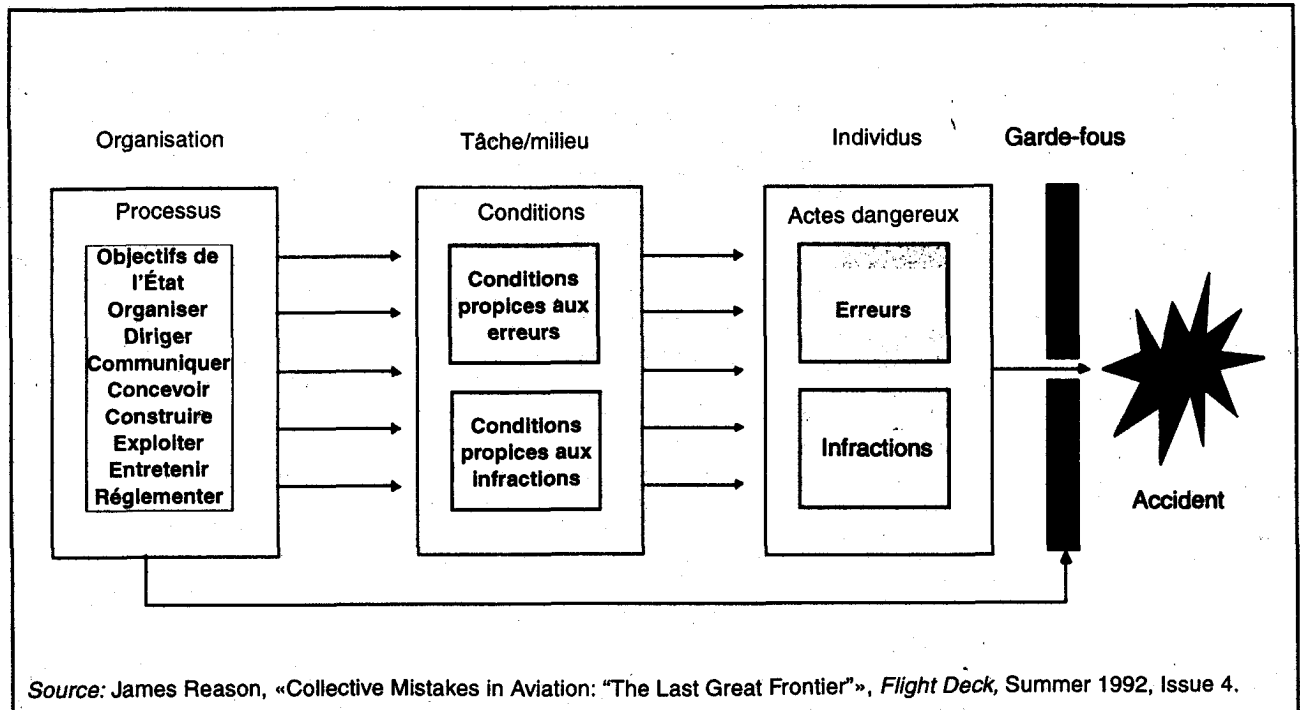 Organisation
Tâche/milieu
Individus
Garde-fous
Processus
Objectifs de
l'État
Organiser
Diriger
Communiquer
Concevoir
Construire
Exploiter
Entretenir
Réglementer
Conditions
Conditions
propices aux
erreurs
Conditions
propices aux
infractions
Actes dangereux
Erreurs
Infractions
Accident
Source: James Reason, «Collective Mistakes in Aviation: "The Last Great Frontier"», Flight Deck, Summer 1992, Issue 4.